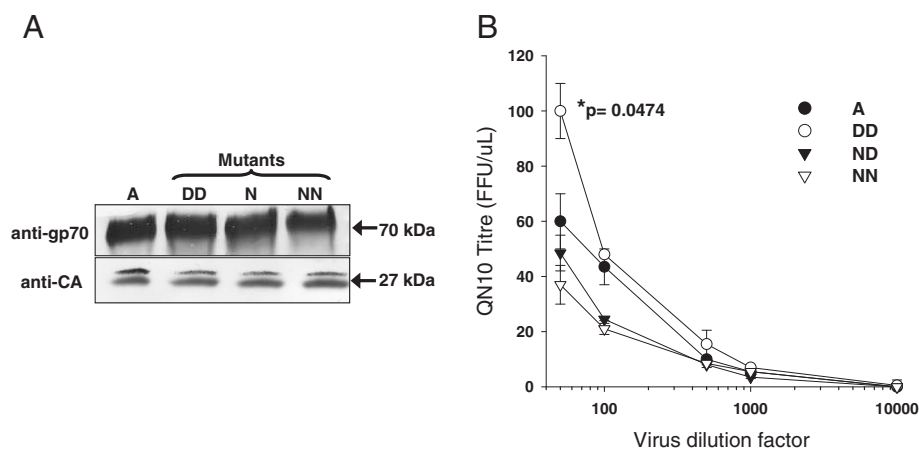 A
Mutants
A DD N NN
anti-gp70
70 kDa
anti-CA
27 kDa
B
QN10 Titre (FFU/uL)
120
100
80
60
40
20
0
*p= 0.0474
A
DD
ND
NN
100 1000 10000
Virus dilution factor